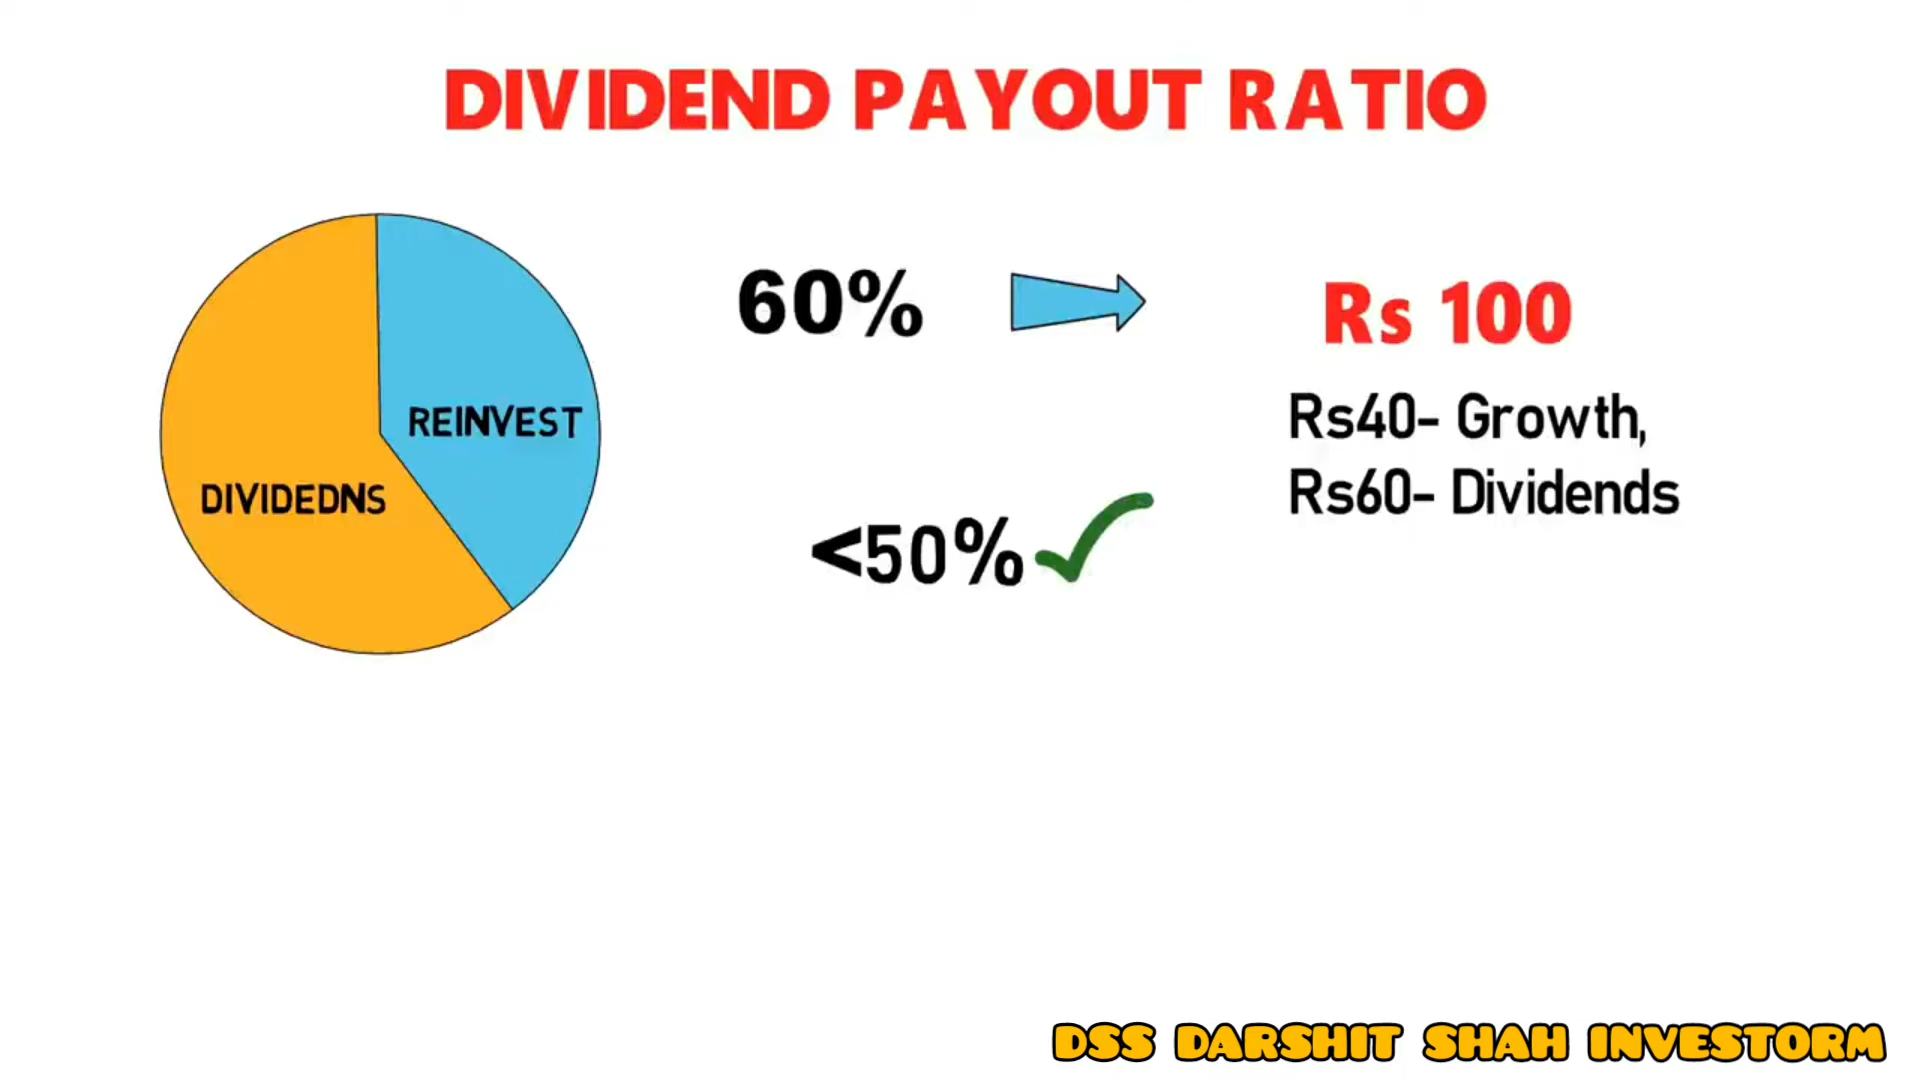 DIVIDEND PAYOUT RATIO
60%
Rs 100
REINVEST
Rs40- Growth,
DIVIDEDNS
Rs60- Dividends
<50%
DSS DARSHIT SHAH INVESTORM